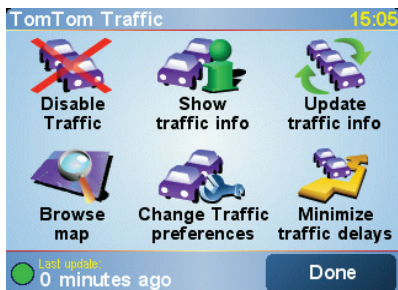 TomTom Traffic 15:05
Disable
Traffic
Show
traffic info
Update
traffic info
Browse
map
Change Traffic
preferences
Minimize
traffic delays
Last update:
0 minutes ago
Done